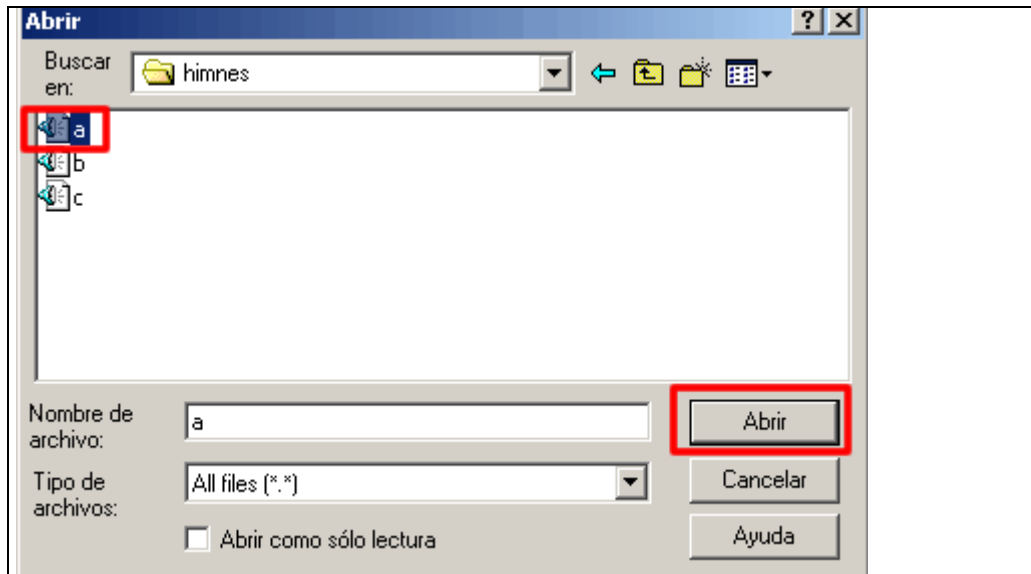 Abrir
Buscar
en:
himnes
a
b
c
Nombre de
archivo:
a
Abrir
Tipo de
archivos:
All files (*.*)
Cancelar
Abrir como sólo lectura
Ayuda